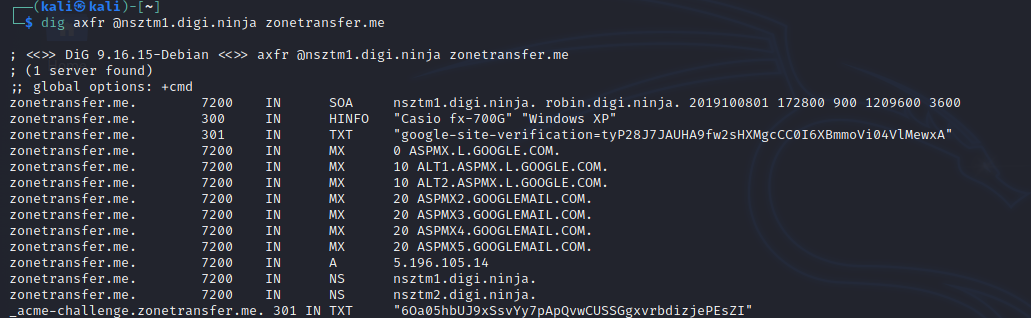 ┌──(kali㉿kali)-[~]
└─$ dig axfr @nsztm1.digi.ninja zonetransfer.me
; <<>> DiG 9.16.15-Debian <<>> axfr @nsztm1.digi.ninja zonetransfer.me
; (1 server found)
;; global options: +cmd
zonetransfer.me. 7200 IN SOA nsztm1.digi.ninja. robin.digi.ninja. 2019100801 172800 900 1209600 3600
zonetransfer.me. 300 IN HINFO "Casio fx-700G" "Windows XP"
zonetransfer.me. 301 IN TXT "google-site-verification=tyP28J7JAUHA9fw2sHXMgcCC0I6XBmmoVi04VlMewxA"
zonetransfer.me. 7200 IN MX 0 ASPMX.L.GOOGLE.COM.
zonetransfer.me. 7200 IN MX 10 ALT1.ASPMX.L.GOOGLE.COM.
zonetransfer.me. 7200 IN MX 10 ALT2.ASPMX.L.GOOGLE.COM.
zonetransfer.me. 7200 IN MX 20 ASPMX2.GOOGLEMAIL.COM.
zonetransfer.me. 7200 IN MX 20 ASPMX3.GOOGLEMAIL.COM.
zonetransfer.me. 7200 IN MX 20 ASPMX4.GOOGLEMAIL.COM.
zonetransfer.me. 7200 IN MX 20 ASPMX5.GOOGLEMAIL.COM.
zonetransfer.me. 7200 IN A 5.196.105.14
zonetransfer.me. 7200 IN NS nsztm1.digi.ninja.
zonetransfer.me. 7200 IN NS nsztm2.digi.ninja.
_acme-challenge.zonetransfer.me. 301 IN TXT "6Oa05hbUJ9xSsvYy7pApQvwCUSSGgxvrbdizjePEsZI"